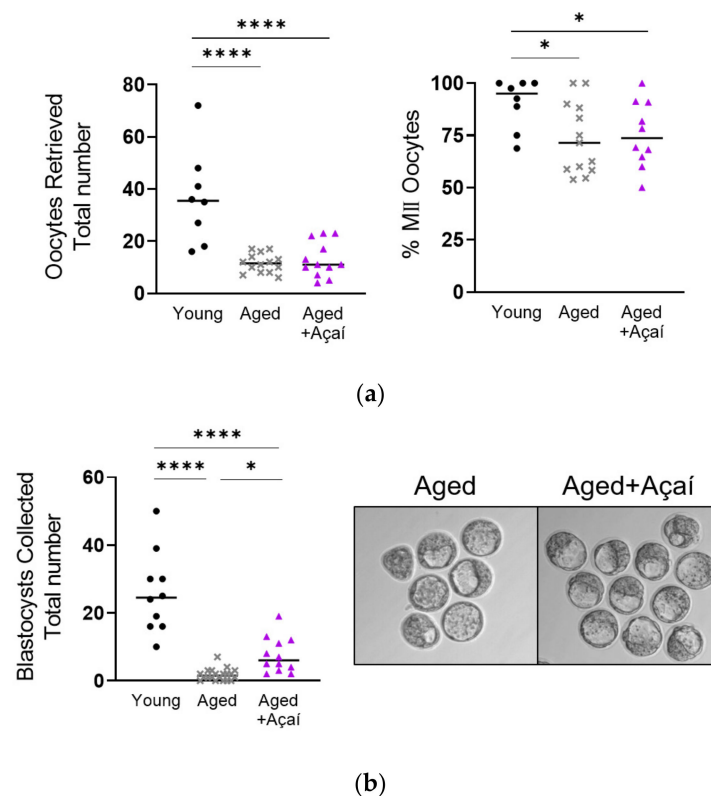 ****
****
Oocytes Retrieved
Total number
80
60
40
20
0
Young
Aged
Aged
+Açaí
*
*
% MII Oocytes
100
75
50
25
0
Young
Aged
Aged
+Açaí
(a)
****
****
*
Blastocysts Collected
Total number
60
40
20
0
Young
Aged
Aged
+Açaí
Aged
Aged+Açaí
(b)